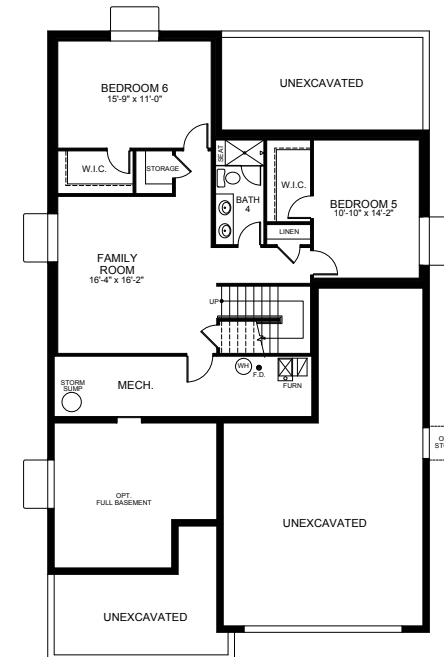 BEDROOM 6
15'-9" x 11'-0"
UNEXCAVATED
W.I.C.
STORAGE
SEAT
W.I.C.
BATH
4
BEDROOM 5
10'-10" x 14'-2"
LINEN
FAMILY
ROOM
16'-4" x 16'-2"
UP
STORM
SUMP
MECH.
WH
F.D.
FURN
OPT.
FULL BASEMENT
UNEXCAVATED
UNEXCAVATED